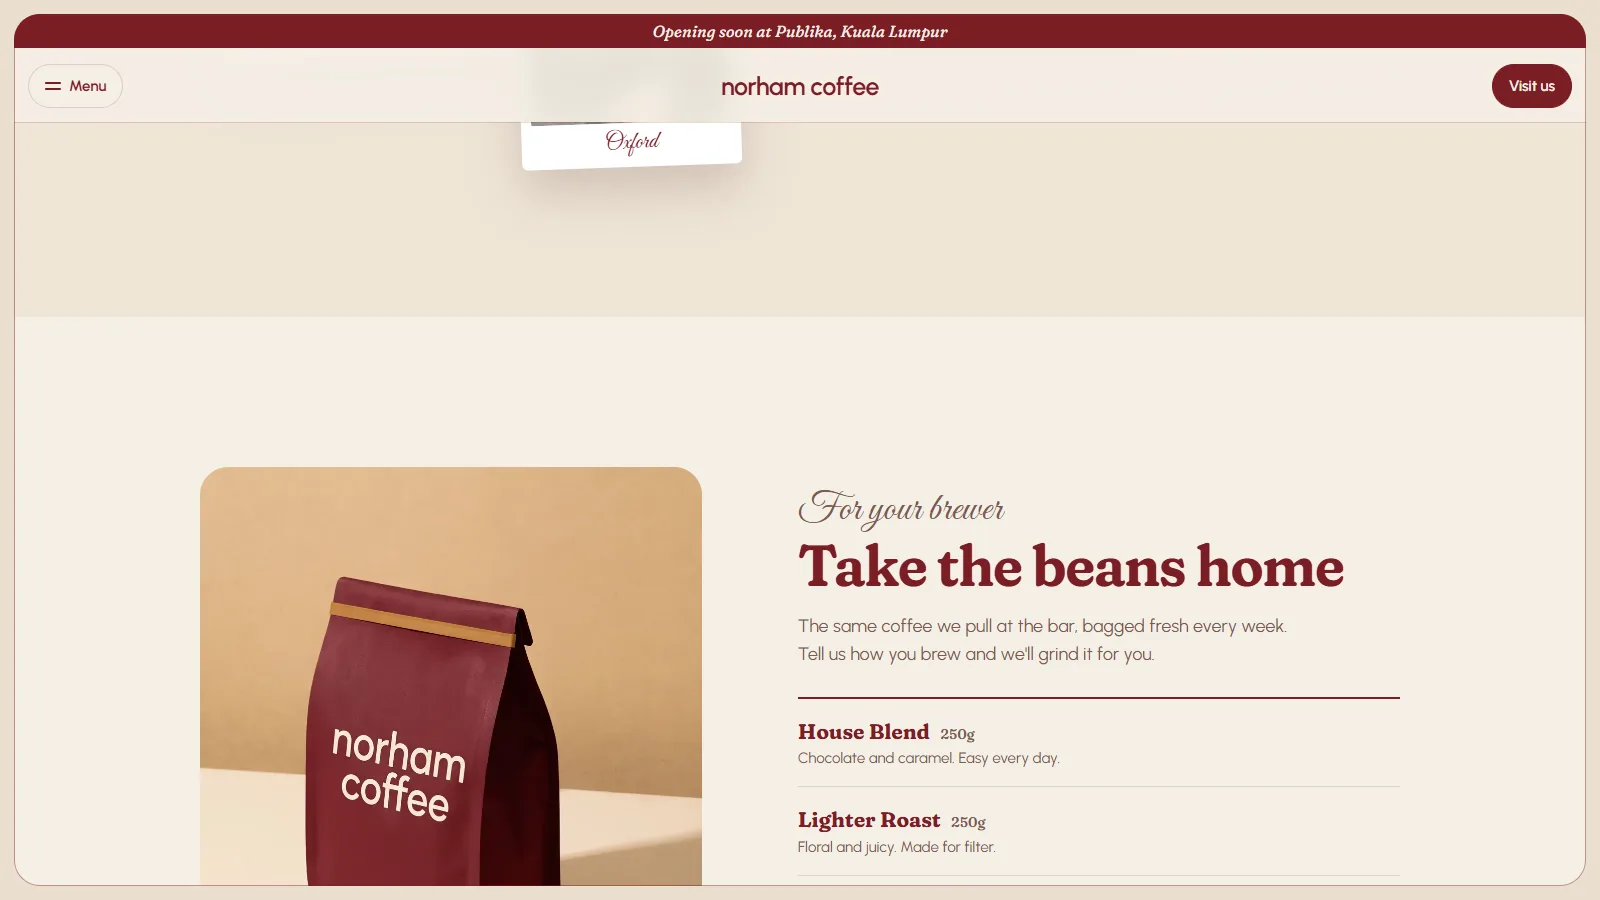 Opening soon at Publika, Kuala Lumpur
Menu
norham coffee
Visit us
Oxford
For your brewer
Take the beans home
The same coffee we pull at the bar, bagged fresh every week.
Tell us how you brew and we'll grind it for you.
House Blend 250g
Chocolate and caramel. Easy every day.
Lighter Roast 250g
Floral and juicy. Made for filter.
norham
coffee